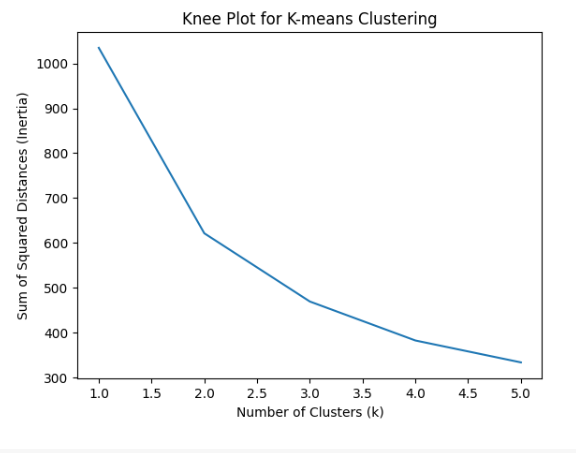 Knee Plot for K-means Clustering
Sum of Squared Distances (Inertia)
1000
900
800
700
600
500
400
300
1.0 1.5 2.0 2.5 3.0 3.5 4.0 4.5 5.0
Number of Clusters (k)